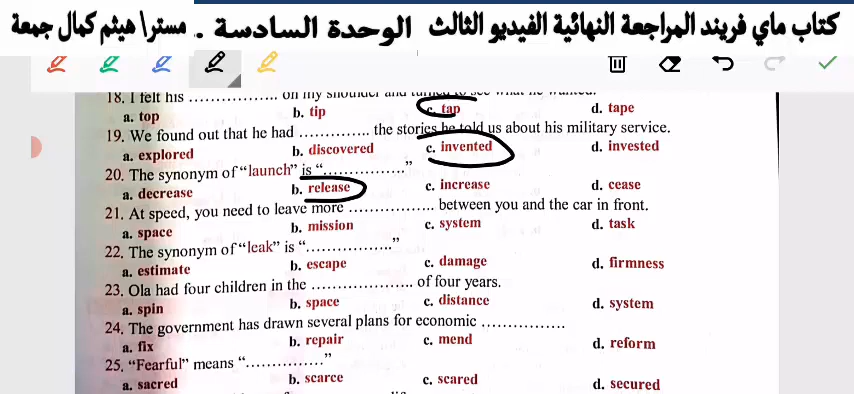 كتاب ماي فريند المراجعة النهائية الفيديو الثالث الوحدة السادسة .. مستر\ هيثم كمال جمعة
18. I felt his ................. on my shoulder and turned to see what he wanted.
a. top b. tip c. tap d. tape
19. We found out that he had .............. the stories he told us about his military service.
a. explored b. discovered c. invented d. invested
20. The synonym of “launch” is “................”
a. decrease b. release c. increase d. cease
21. At speed, you need to leave more ................. between you and the car in front.
a. space b. mission c. system d. task
22. The synonym of “leak” is “.................”
a. estimate b. escape c. damage d. firmness
23. Ola had four children in the .................... of four years.
a. spin b. space c. distance d. system
24. The government has drawn several plans for economic ................
a. fix b. repair c. mend d. reform
25. “Fearful” means “...............”
a. sacred b. scarce c. scared d. secured